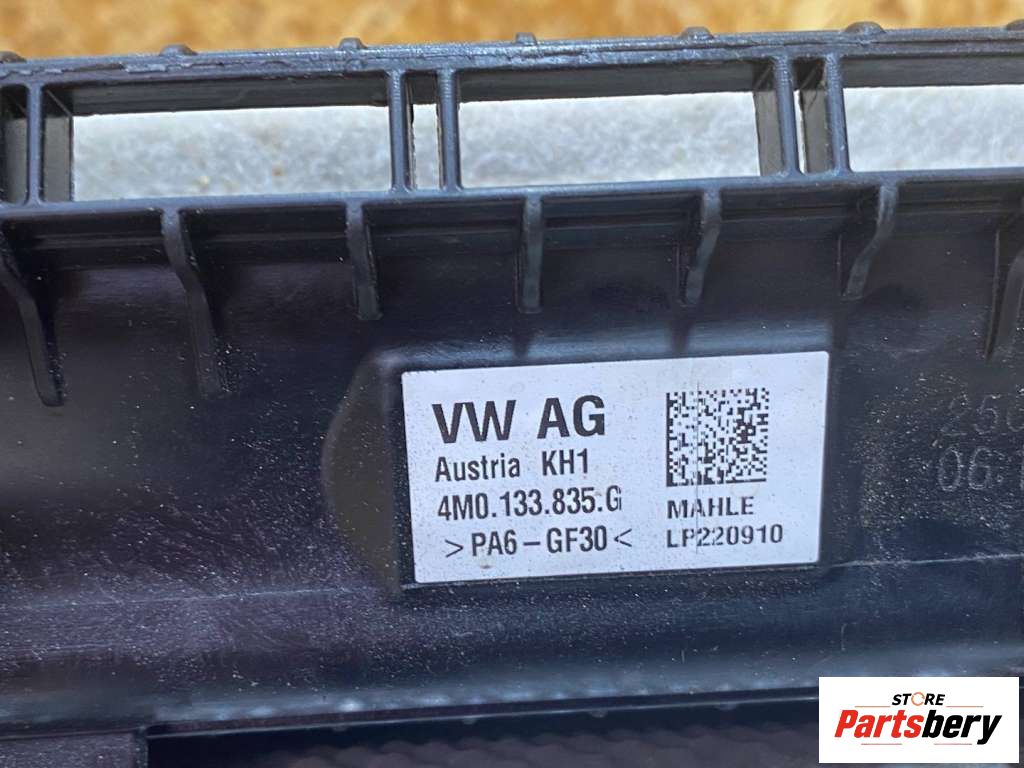 VW AG
Austria KH1
4M0.133.835.G
>PA6-GF30<
MAHLE
LP220910
STORE
Partsbery